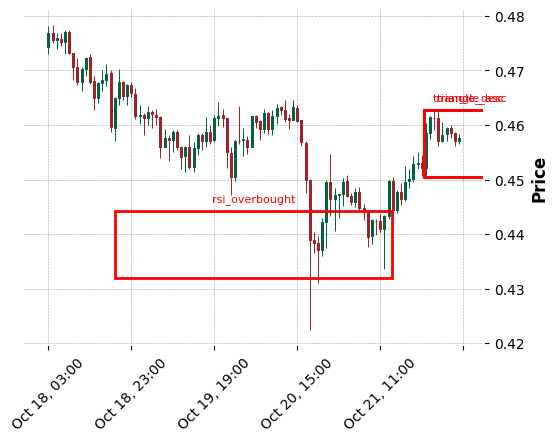 0.48
0.47
0.46
0.45
0.44
0.43
0.42
Price
rsi_overbought
Oct 18, 03:00
Oct 18, 23:00
Oct 19, 19:00
Oct 20, 15:00
Oct 21, 11:00